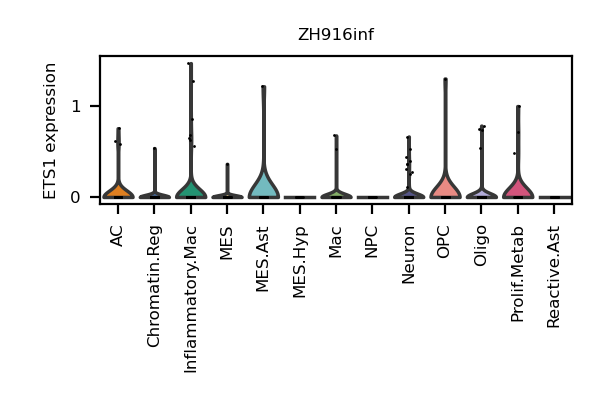 ZH916inf
ETS1 expression
1
0
AC
Chromatin.Reg
Inflammatory.Mac
MES
MES.Ast
MES.Hyp
Mac
NPC
Neuron
OPC
Oligo
Prolif.Metab
Reactive.Ast